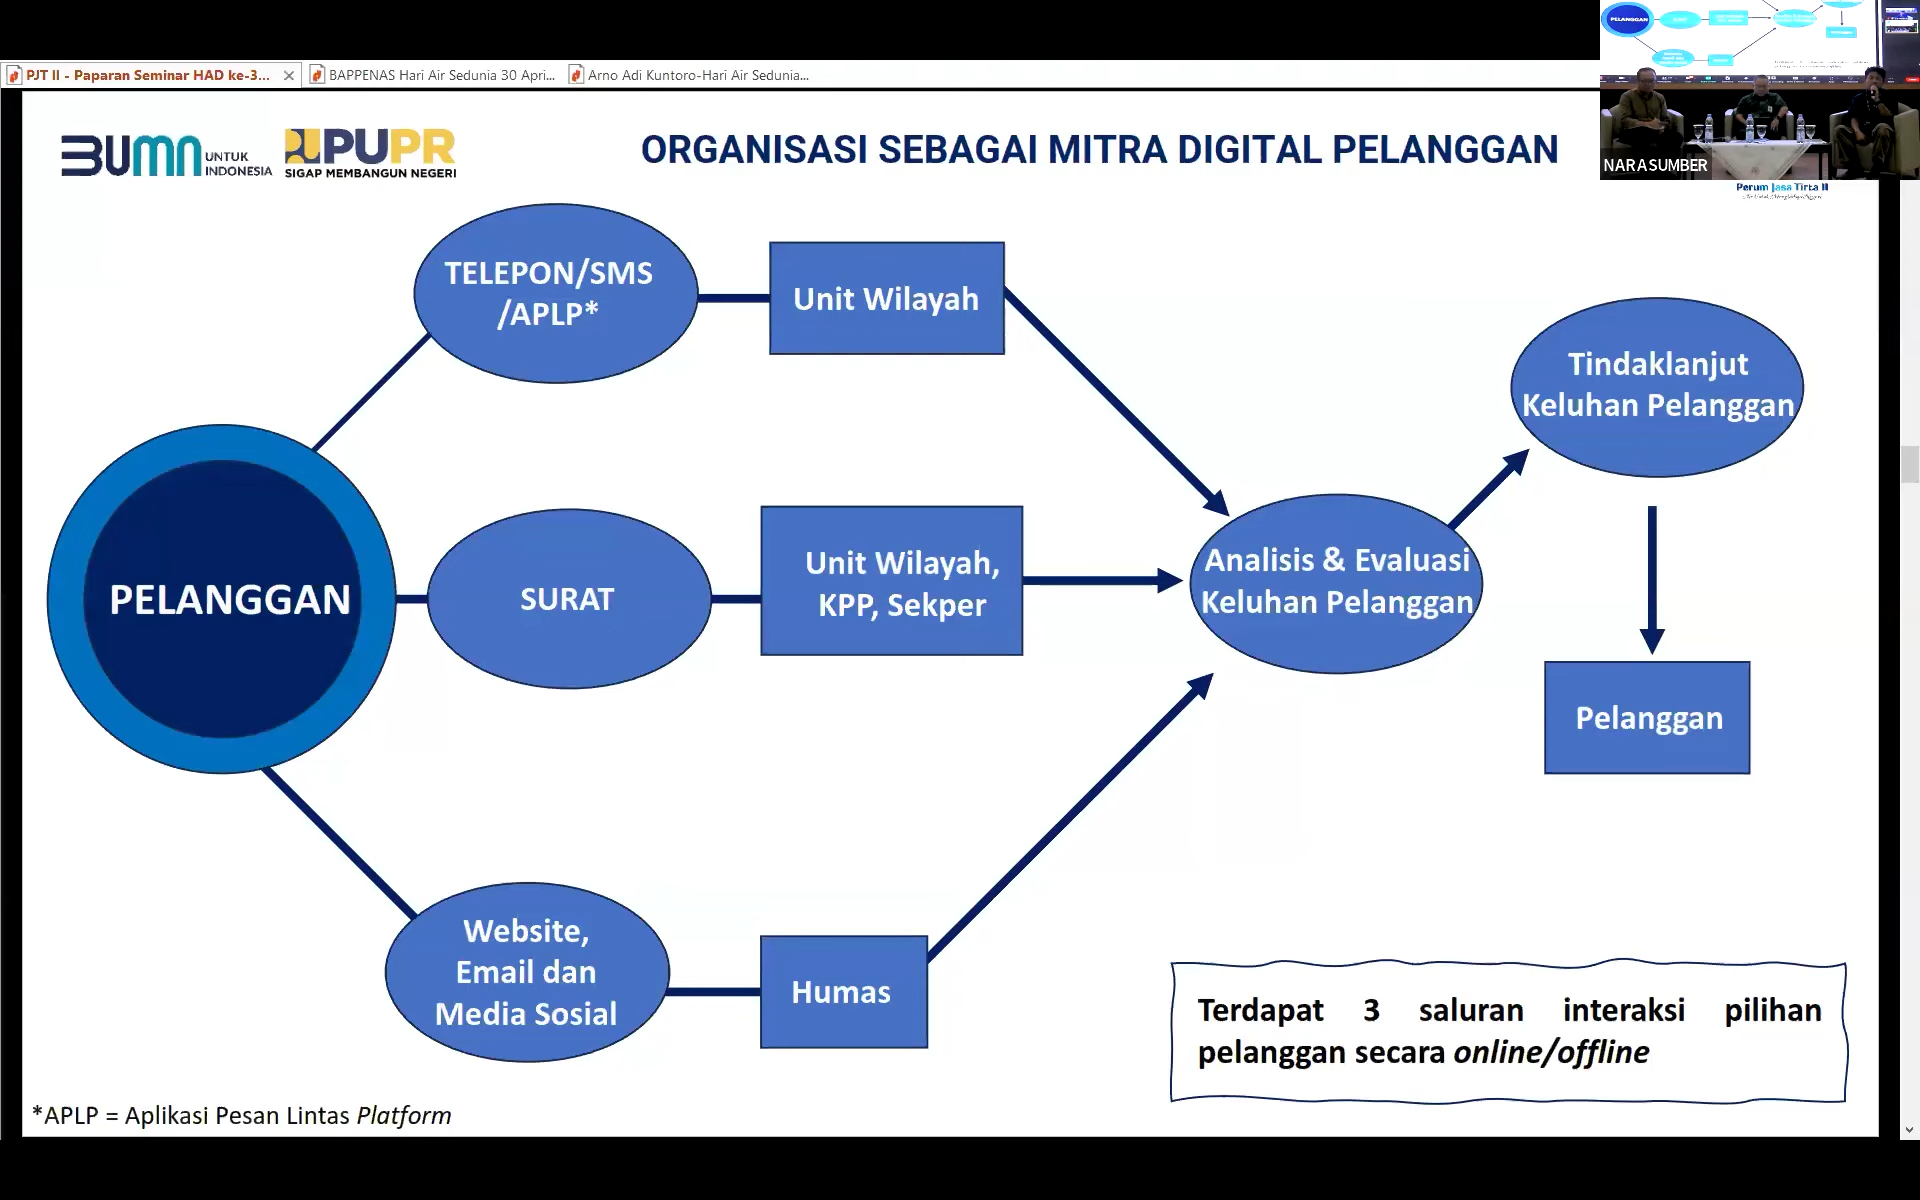 PJT II - Paparan Seminar HAD ke-3...
BAPPENAS Hari Air Sedunia 30 Apri...
Arno Adi Kuntoro-Hari Air Sedunia...
BUMN UNTUK INDONESIA
PUPR
SIGAP MEMBANGUN NEGERI
ORGANISASI SEBAGAI MITRA DIGITAL PELANGGAN
PELANGGAN
NARASUMBER
Perum Jasa Tirta II
TELEPON/SMS
/APLP*
Unit Wilayah
Tindaklanjut
Keluhan Pelanggan
PELANGGAN
SURAT
Unit Wilayah,
KPP, Sekper
Analisis & Evaluasi
Keluhan Pelanggan
Pelanggan
Website,
Email dan
Media Sosial
Humas
Terdapat 3 saluran interaksi pilihan
pelanggan secara online/offline
*APLP = Aplikasi Pesan Lintas Platform